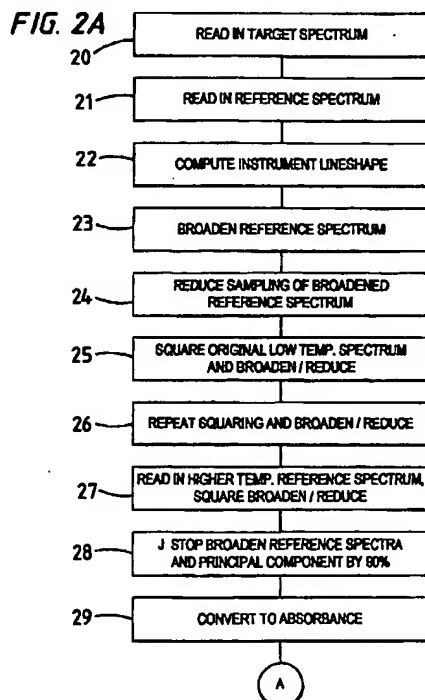 FIG. 2A
20
READ IN TARGET SPECTRUM
21
READ IN REFERENCE SPECTRUM
22
COMPUTE INSTRUMENT LINESHAPE
23
BROADEN REFERENCE SPECTRUM
24
REDUCE SAMPLING OF BROADENED
REFERENCE SPECTRUM
25
SQUARE ORIGINAL LOW TEMP. SPECTRUM
AND BROADEN / REDUCE
26
REPEAT SQUARING AND BROADEN / REDUCE
27
READ IN HIGHER TEMP. REFERENCE SPECTRUM,
SQUARE BROADEN / REDUCE
28
J STOP BROADEN REFERENCE SPECTRA
AND PRINCIPAL COMPONENT BY
29
CONVERT TO ABSORBANCE
A